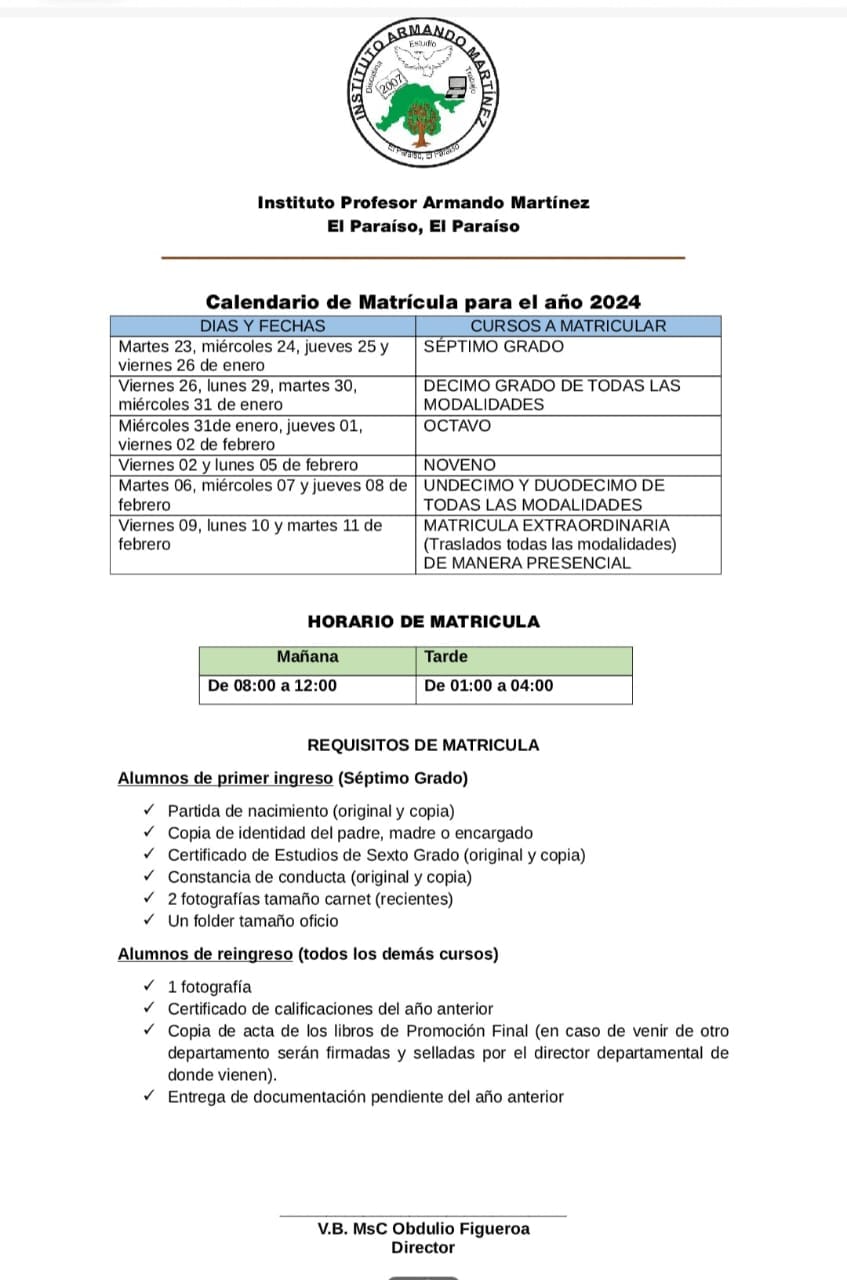 INSTITUTO ARMANDO MARTÍNEZ
Estudio
Disciplina
Trabajo
2007
El Paraíso, El Paraíso
Instituto Profesor Armando Martínez
El Paraíso, El Paraíso
Calendario de Matrícula para el año 2024
DIAS Y FECHAS CURSOS A MATRICULAR
Martes 23, miércoles 24, jueves 25 y SÉPTIMO GRADO
viernes 26 de enero
Viernes 26, lunes 29, martes 30, DECIMO GRADO DE TODAS LAS
miércoles 31 de enero MODALIDADES
Miércoles 31de enero, jueves 01, OCTAVO
viernes 02 de febrero
Viernes 02 y lunes 05 de febrero NOVENO
Martes 06, miércoles 07 y jueves 08 de UNDECIMO Y DUODECIMO DE
febrero TODAS LAS MODALIDADES
Viernes 09, lunes 10 y martes 11 de MATRICULA EXTRAORDINARIA
febrero (Traslados todas las modalidades)
DE MANERA PRESENCIAL
HORARIO DE MATRICULA
Mañana Tarde
De 08:00 a 12:00 De 01:00 a 04:00
REQUISITOS DE MATRICULA
Alumnos de primer ingreso (Séptimo Grado)
✓ Partida de nacimiento (original y copia)
✓ Copia de identidad del padre, madre o encargado
✓ Certificado de Estudios de Sexto Grado (original y copia)
✓ Constancia de conducta (original y copia)
✓ 2 fotografías tamaño carnet (recientes)
✓ Un folder tamaño oficio
Alumnos de reingreso (todos los demás cursos)
✓ 1 fotografía
✓ Certificado de calificaciones del año anterior
✓ Copia de acta de los libros de Promoción Final (en caso de venir de otro
departamento serán firmadas y selladas por el director departamental de
donde vienen).
✓ Entrega de documentación pendiente del año anterior
V.B. MsC Obdulio Figueroa
Director